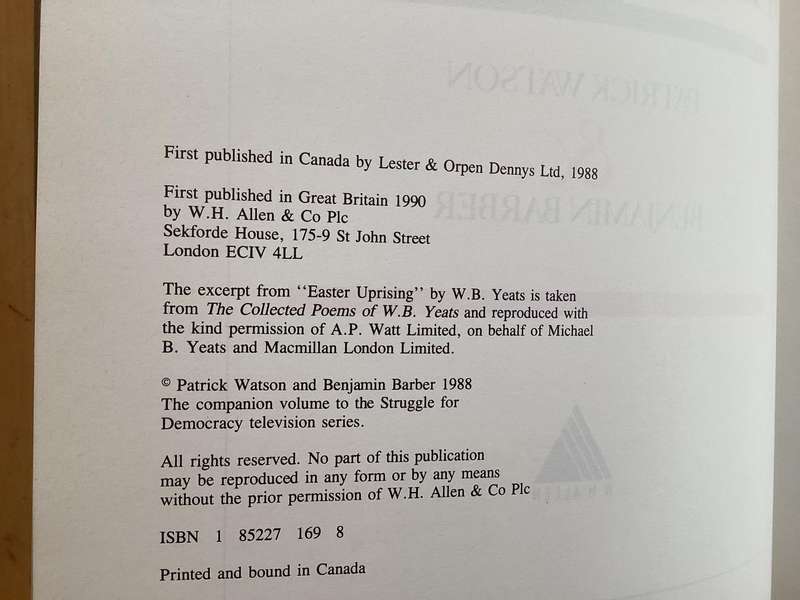 First published in Canada by Lester & Orpen Dennys Ltd, 1988
First published in Great Britain 1990
by W.H. Allen & Co Plc
Sekforde House, 175-9 St John Street
London ECIV 4LL
The excerpt from ‘‘Easter Uprising’’ by W.B. Yeats is taken
from The Collected Poems of W.B. Yeats and reproduced with
the kind permission of A.P. Watt Limited, on behalf of Michael
B. Yeats and Macmillan London Limited.
© Patrick Watson and Benjamin Barber 1988
The companion volume to the Struggle for
Democracy television series.
All rights reserved. No part of this publication
may be reproduced in any form or by any means
without the prior permission of W.H. Allen & Co Plc
ISBN 1 85227 169 8
Printed and bound in Canada
PATRICK WATSON
&
BENJAMIN BARBER